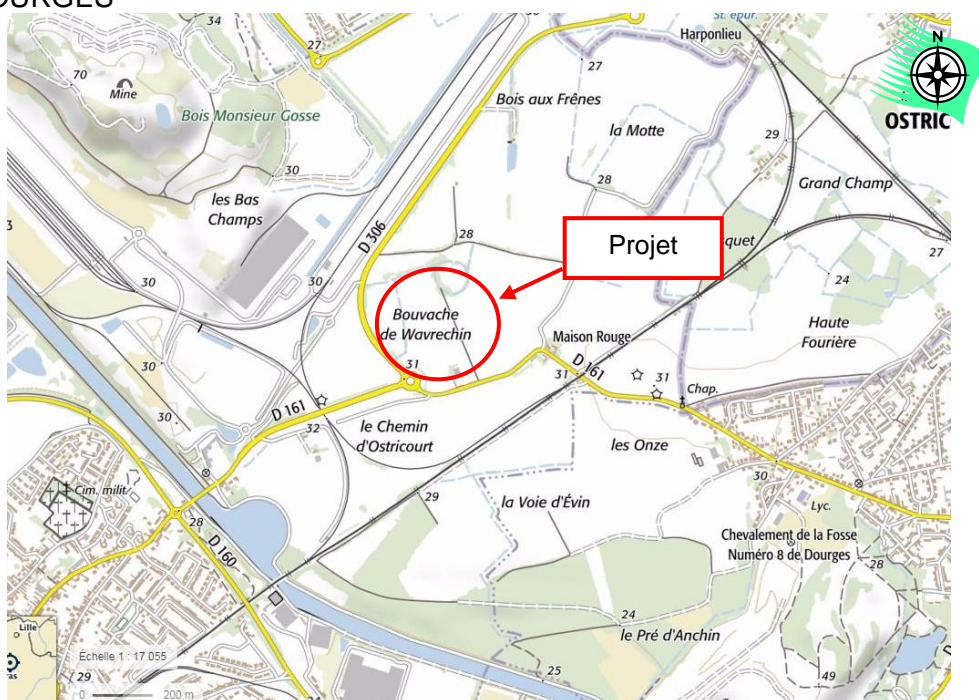 34
St. épur.
Harponlieu
N
27
27
70
Mine
Bois aux Frênes
OSTRIC
Bois Monsieur Gosse
la Motte
29
30
28
Grand Champ
les Bas
Champs
D 306
28
Projet
quet
27
30
30
24
Bouvache
de Wavrechin
Haute
Fourière
Maison Rouge
30
31
31
D 161
31
Chap.
D 161
30
32
le Chemin
d'Ostricourt
les Onze
30
Cim. milit.
29
la Voie d'Évin
28
Lyc.
D 160
Chevalement de la Fosse
Numéro 8 de Dourges
28
24
Lille
le Pré d'Anchin
Echelle 1 : 17 055
25
49
29
0 200 m